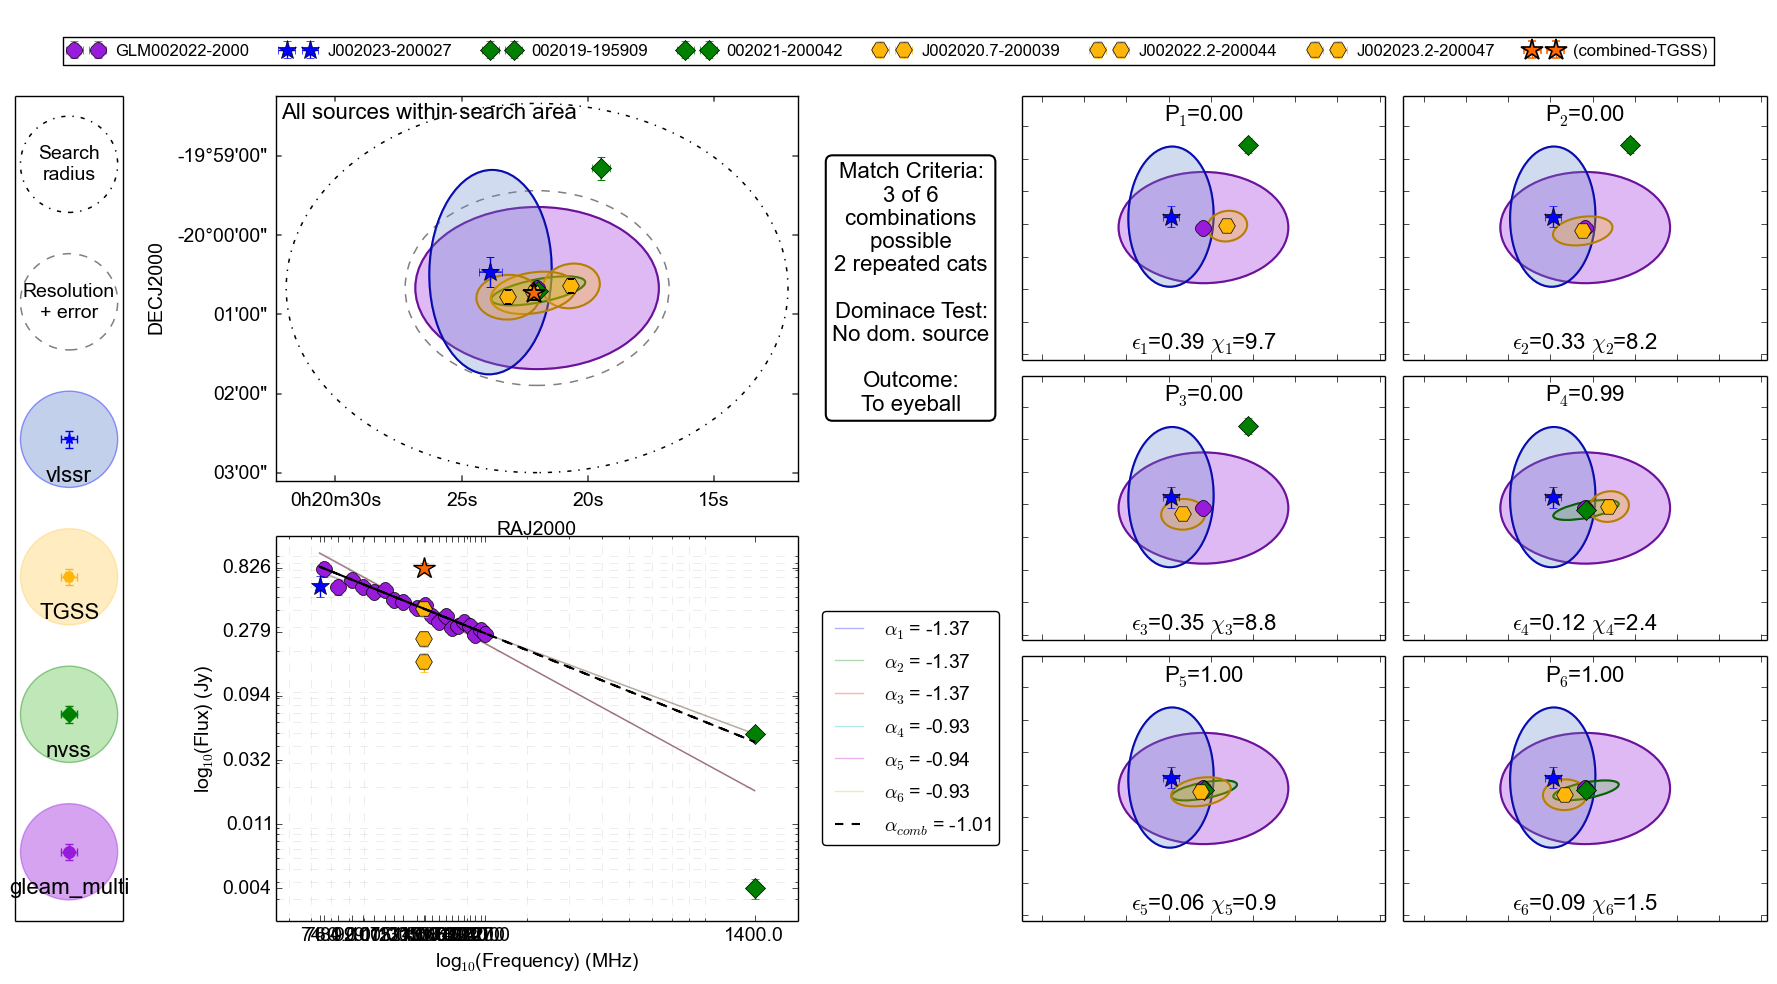 GLM002022-2000 J002023-200027 002019-195909 002021-200042 J002020.7-200039 J002022.2-200044 J002023.2-200047 (combined-TGSS)
Search
radius
Resolution
+ error
vlssr
TGSS
nvss
gleam_multi
All sources within search area
DECJ2000
-19°59'00"
-20°00'00"
01'00"
02'00"
03'00"
0h20m30s 25s 20s 15s
RAJ2000
log10(Flux) (Jy)
0.826
0.279
0.094
0.032
0.011
0.004
1400.0
log10(Frequency) (MHz)
Match Criteria:
3 of 6
combinations
possible
2 repeated cats
Dominace Test:
No dom. source
Outcome:
To eyeball
α1 = -1.37
α2 = -1.37
α3 = -1.37
α4 = -0.93
α5 = -0.94
α6 = -0.93
αcomb = -1.01
P1=0.00
ϵ1=0.39 χ1=9.7
P2=0.00
ϵ2=0.33 χ2=8.2
P3=0.00
ϵ3=0.35 χ3=8.8
P4=0.99
ϵ4=0.12 χ4=2.4
P5=1.00
ϵ5=0.06 χ5=0.9
P6=1.00
ϵ6=0.09 χ6=1.5